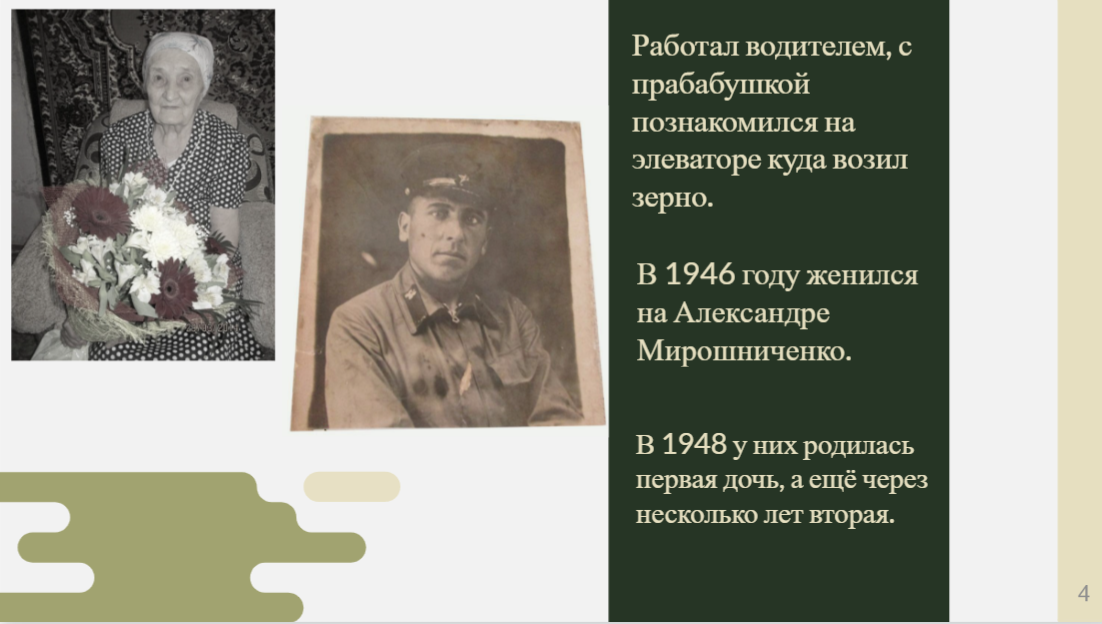 Работал водителем, с
прабабушкой
познакомился на
элеваторе куда возил
зерно.
В 1946 году женился
на Александре
Мирошниченко.
В 1948 у них родилась
первая дочь, а ещё через
несколько лет вторая.
4